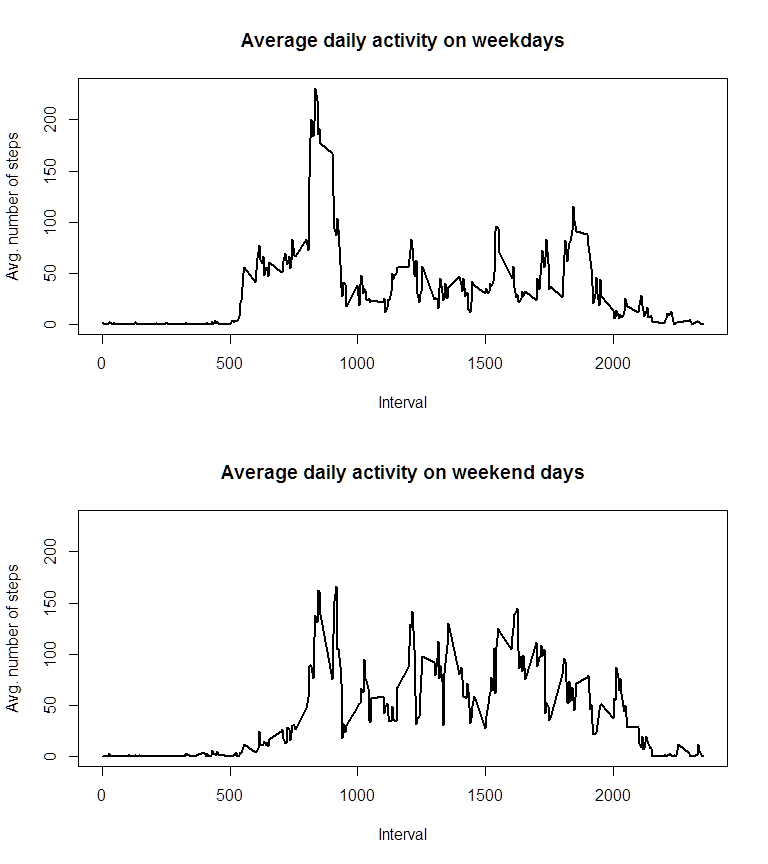 Average daily activity on weekdays
Avg. number of steps
200
150
100
50
0
0 500 1000 1500 2000
Interval
Average daily activity on weekend days
Avg. number of steps
200
150
100
50
0
0 500 1000 1500 2000
Interval